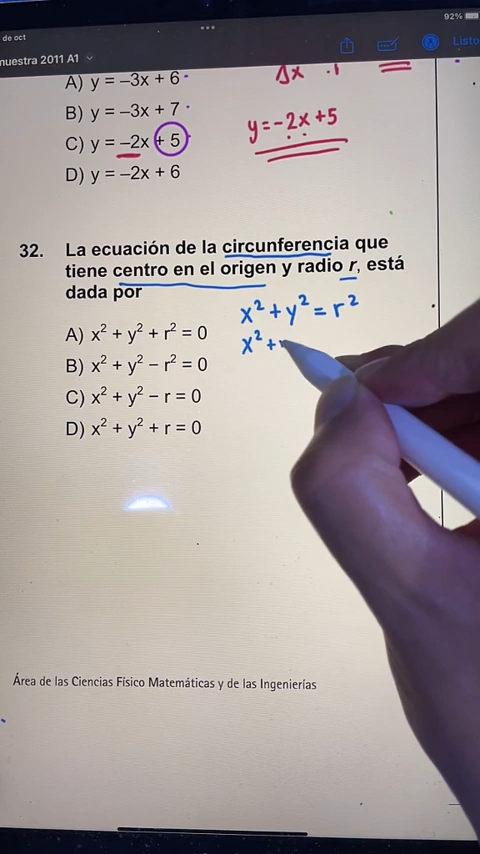 92%
de oct
Listo
muestra 2011 A1
A) y = –3x + 6
Δx
B) y = –3x + 7
y=-2x+5
C) y = –2x + 5
D) y = –2x + 6
32. La ecuación de la circunferencia que
tiene centro en el origen y radio r, está
dada por
x² + y² = r²
A) x² + y² + r² = 0
x² +
B) x² + y² – r² = 0
C) x² + y² – r = 0
D) x² + y² + r = 0
Área de las Ciencias Físico Matemáticas y de las Ingenierías